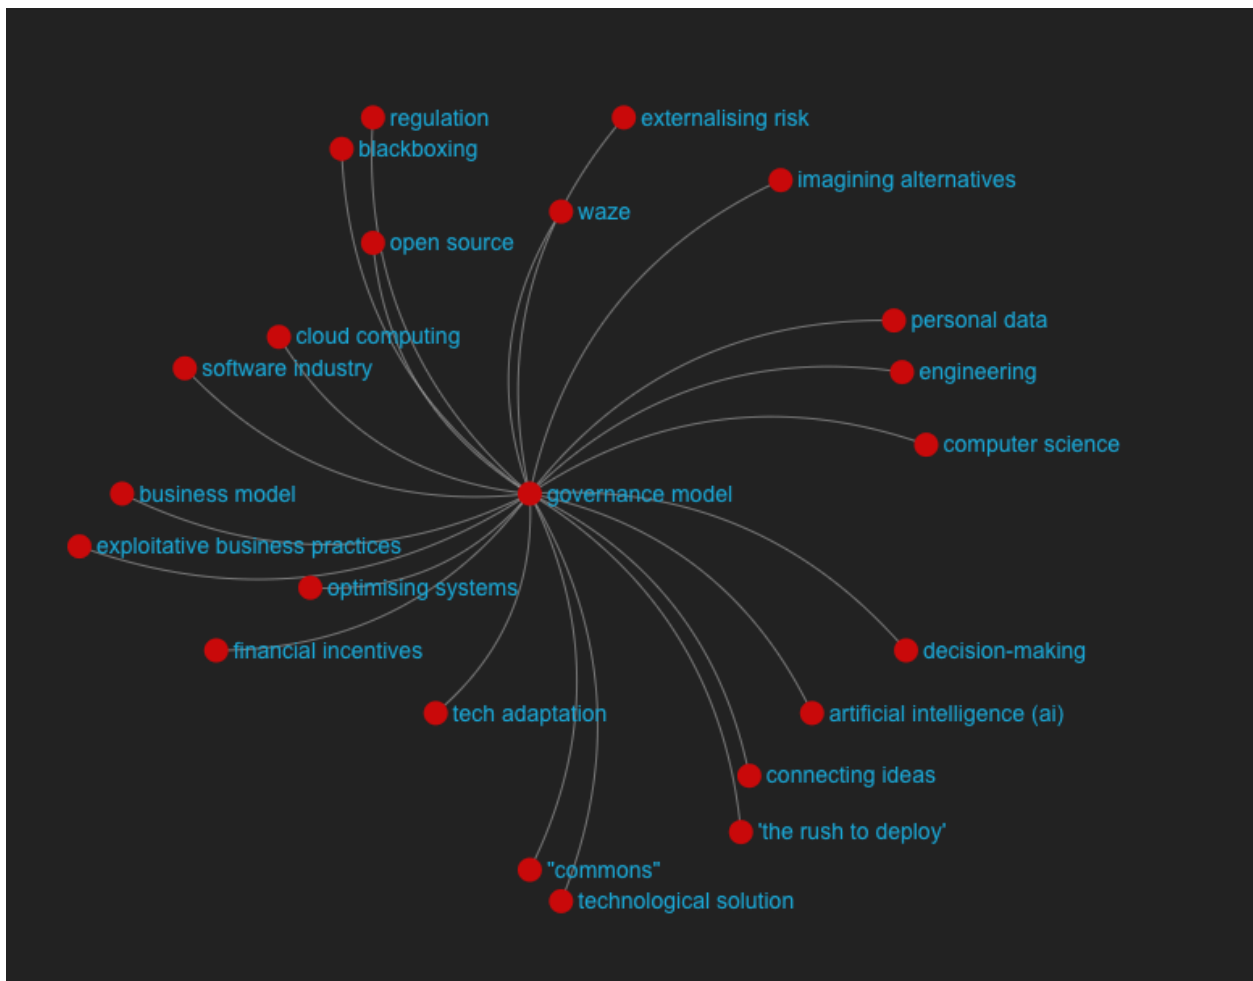 regulation
externalising risk
blackboxing
imagining alternatives
waze
open source
personal data
cloud computing
software industry
engineering
computer science
business model
governance model
exploitative business practices
optimising systems
financial incentives
decision-making
tech adaptation
artificial intelligence (ai)
connecting ideas
'the rush to deploy'
"commons"
technological solution